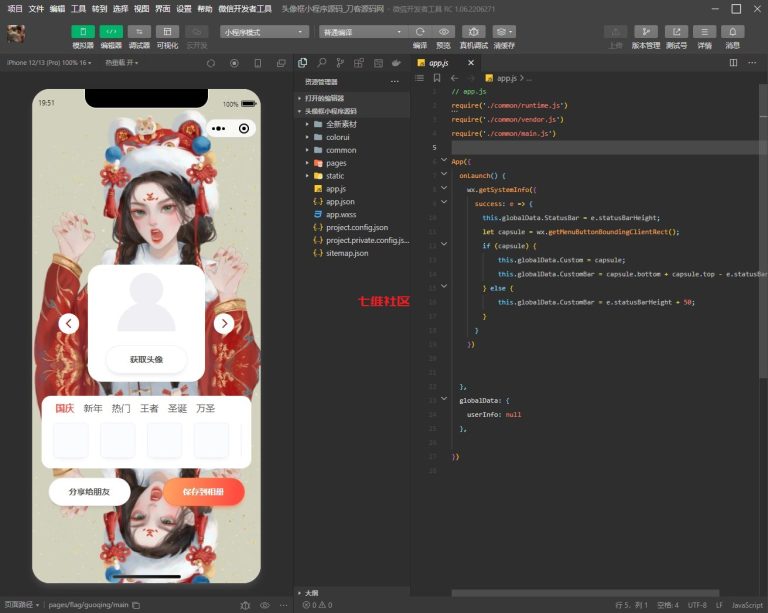 项目 文件 编辑 工具 转到 选择 视图 界面 设置 帮助 微信开发者工具 头像框小程序源码_刀客源码网 - 微信开发者工具 RC 1.06.2206271
模拟器 编辑器 调试器 可视化 云开发 小程序模式 普通编译 编译 预览 真机调试 清缓存 上传 版本管理 测试号 详情 消息
iPhone 12/13 (Pro) 100% 16 热重载 开
app.js
资源管理器
app.js > ...
打开的编辑器
头像框小程序源码
全新素材
colorui
common
pages
static
app.js
app.json
app.wxss
project.config.json
project.private.config.js...
sitemap.json
大纲
19:51
100%
获取头像
国庆 新年 热门 王者 圣诞 万圣
分享给朋友
保存到相册
七维社区
1 // app.js
2 require('./common/runtime.js')
3 require('./common/vendor.js')
4 require('./common/main.js')
5
6 App({
7 onLaunch() {
8 wx.getSystemInfo({
9 success: e => {
10 this.globalData.StatusBar = e.statusBarHeight;
11 let capsule = wx.getMenuButtonBoundingClientRect();
12 if (capsule) {
13 this.globalData.Custom = capsule;
14 this.globalData.CustomBar = capsule.bottom + capsule.top - e.statusBar
15 } else {
16 this.globalData.CustomBar = e.statusBarHeight + 50;
17 }
18 }
19 })
20
21
22 },
23 globalData: {
24 userInfo: null
25 },
26
27 })
28
页面路径 pages/flag/guoqing/main
0 0
行 5，列 1 空格: 4 UTF-8 LF JavaScript